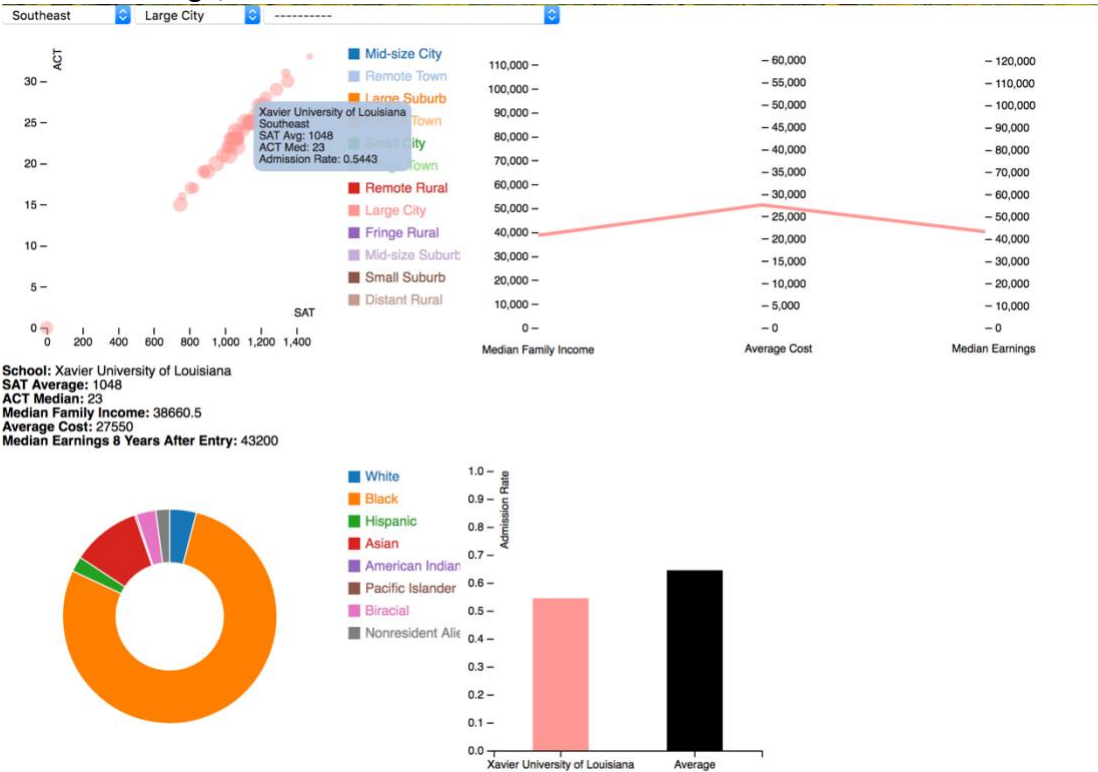 Southeast
Large City
----------
ACT
30
25
20
15
10
5
0
0 200 400 600 800 1,000 1,200 1,400
SAT
Mid-size City
Remote Town
Large Suburb
Town
Small City
Town
Remote Rural
Large City
Fringe Rural
Mid-size Suburb
Small Suburb
Distant Rural
Xavier University of Louisiana
Southeast
SAT Avg: 1048
ACT Med: 23
Admission Rate: 0.5443
110,000
100,000
90,000
80,000
70,000
60,000
50,000
40,000
30,000
20,000
10,000
0
Median Family Income
60,000
55,000
50,000
45,000
40,000
35,000
30,000
25,000
20,000
15,000
10,000
5,000
0
Average Cost
120,000
110,000
100,000
90,000
80,000
70,000
60,000
50,000
40,000
30,000
20,000
10,000
0
Median Earnings
School: Xavier University of Louisiana
SAT Average: 1048
ACT Median: 23
Median Family Income: 38660.5
Average Cost: 27550
Median Earnings 8 Years After Entry: 43200
White
Black
Hispanic
Asian
American Indian
Pacific Islander
Biracial
Nonresident Alie
1.0
0.9
0.8
0.7
0.6
0.5
0.4
0.3
0.2
0.1
0.0
Admission Rate
Xavier University of Louisiana
Average